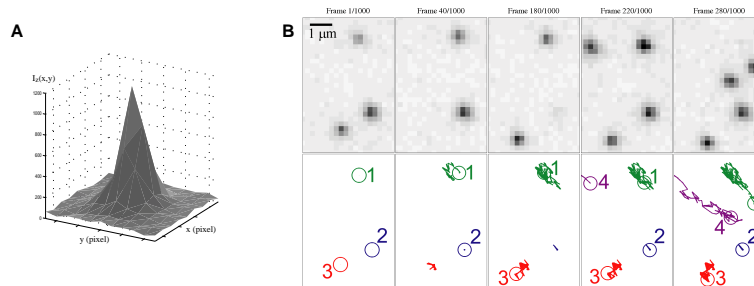 A
I₂(x,y)
1200
1000
800
600
400
200
0
y (pixel)
x (pixel)
B
Frame 1/1000 Frame 40/1000 Frame 180/1000 Frame 220/1000 Frame 280/1000
1 μm
1 2 3
1 2
1 3
4 1 2 3
4 2 3